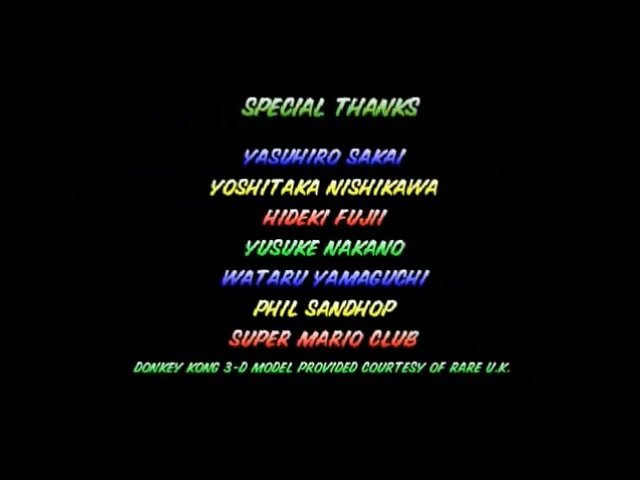 SPECIAL THANKS
YASUHIRO SAKAI
YOSHITAKA NISHIKAWA
HIDEKI FUJII
YUSUKE NAKANO
WATARU YAMAGUCHI
PHIL SANDHOP
SUPER MARIO CLUB
DONKEY KONG 3-D MODEL PROVIDED COURTESY OF RARE U.K.